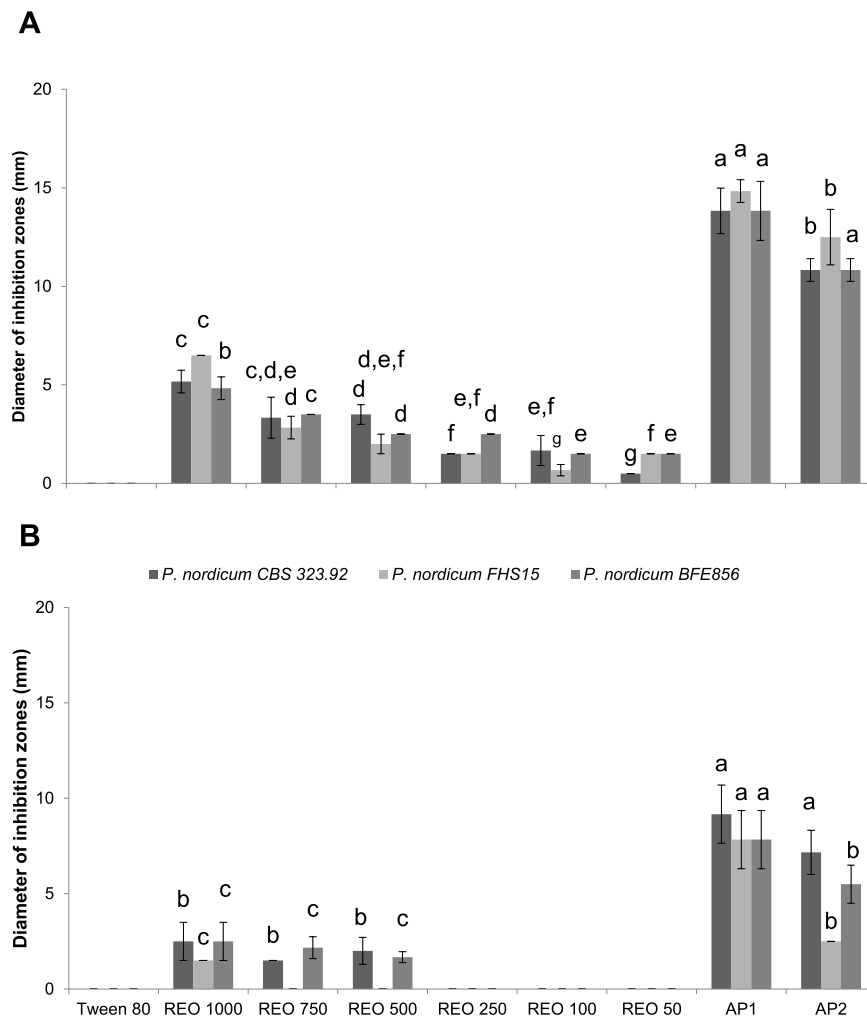 A
Diameter of inhibition zones (mm)
20
15
10
5
0
c
c
b
c,d,e
d
c
d,e,f
d
d
f
e,f
d
e,f
g
e
g
f
e
a
a
a
b
b
a
B
P. nordicum CBS 323.92 P. nordicum FHS15 P. nordicum BFE856
Diameter of inhibition zones (mm)
20
15
10
5
0
b
c
c
b
c
b
c
a
a
a
a
b
b
Tween 80 REO 1000 REO 750 REO 500 REO 250 REO 100 REO 50 AP1 AP2